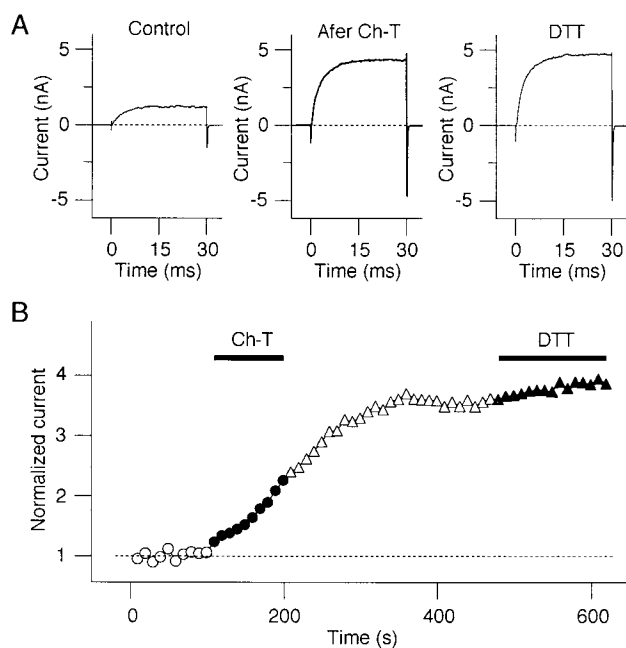 A
Control
Afer Ch-T
DTT
Current (nA)
5
0
-5
0 15 30
Time (ms)
Current (nA)
5
0
-5
0 15 30
Time (ms)
Current (nA)
5
0
-5
0 15 30
Time (ms)
B
Ch-T
DTT
Normalized current
4
3
2
1
0 200 400 600
Time (s)